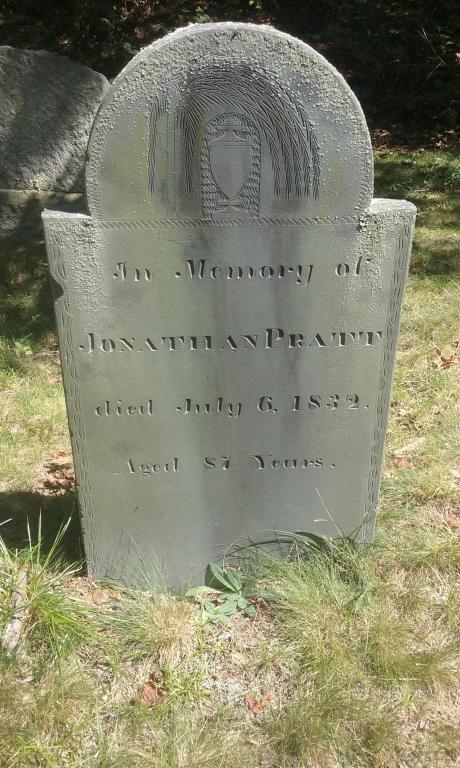 In Memory of
JONATHAN PRATT
died July 6, 1832.
Aged 87 Years.